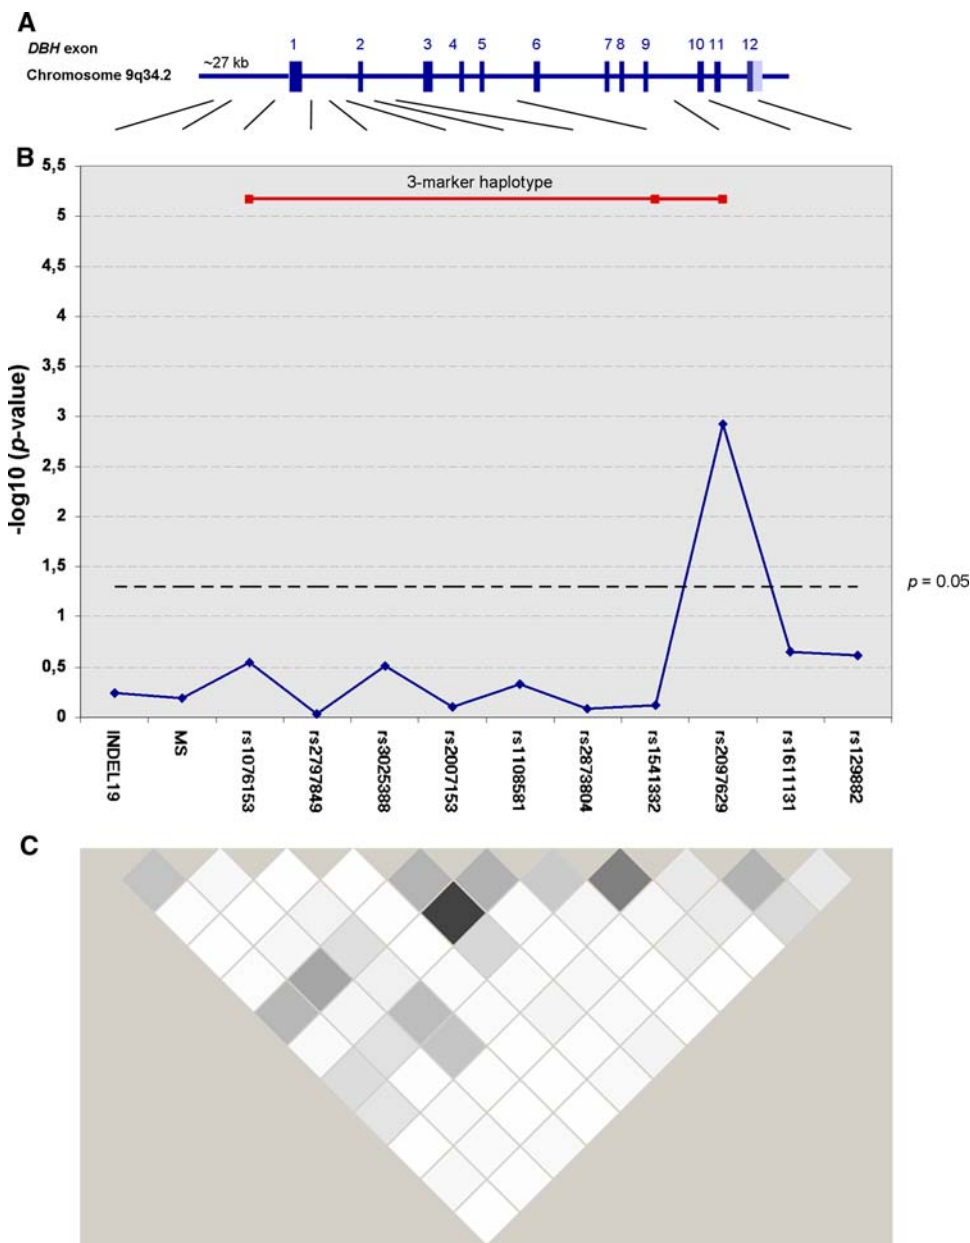 A
DBH exon 1 2 3 4 5 6 7 8 9 10 11 12
Chromosome 9q34.2 ~27 kb
B
5,5
3-marker haplotype
5
4,5
4
3,5
3
2,5
2
1,5
1
0,5
0
-log10 (p-value)
p = 0.05
INDEL19 MS rs1076153 rs2797849 rs3025388 rs2007153 rs1108581 rs2873804 rs1541332 rs2097629 rs1611131 rs129882
C